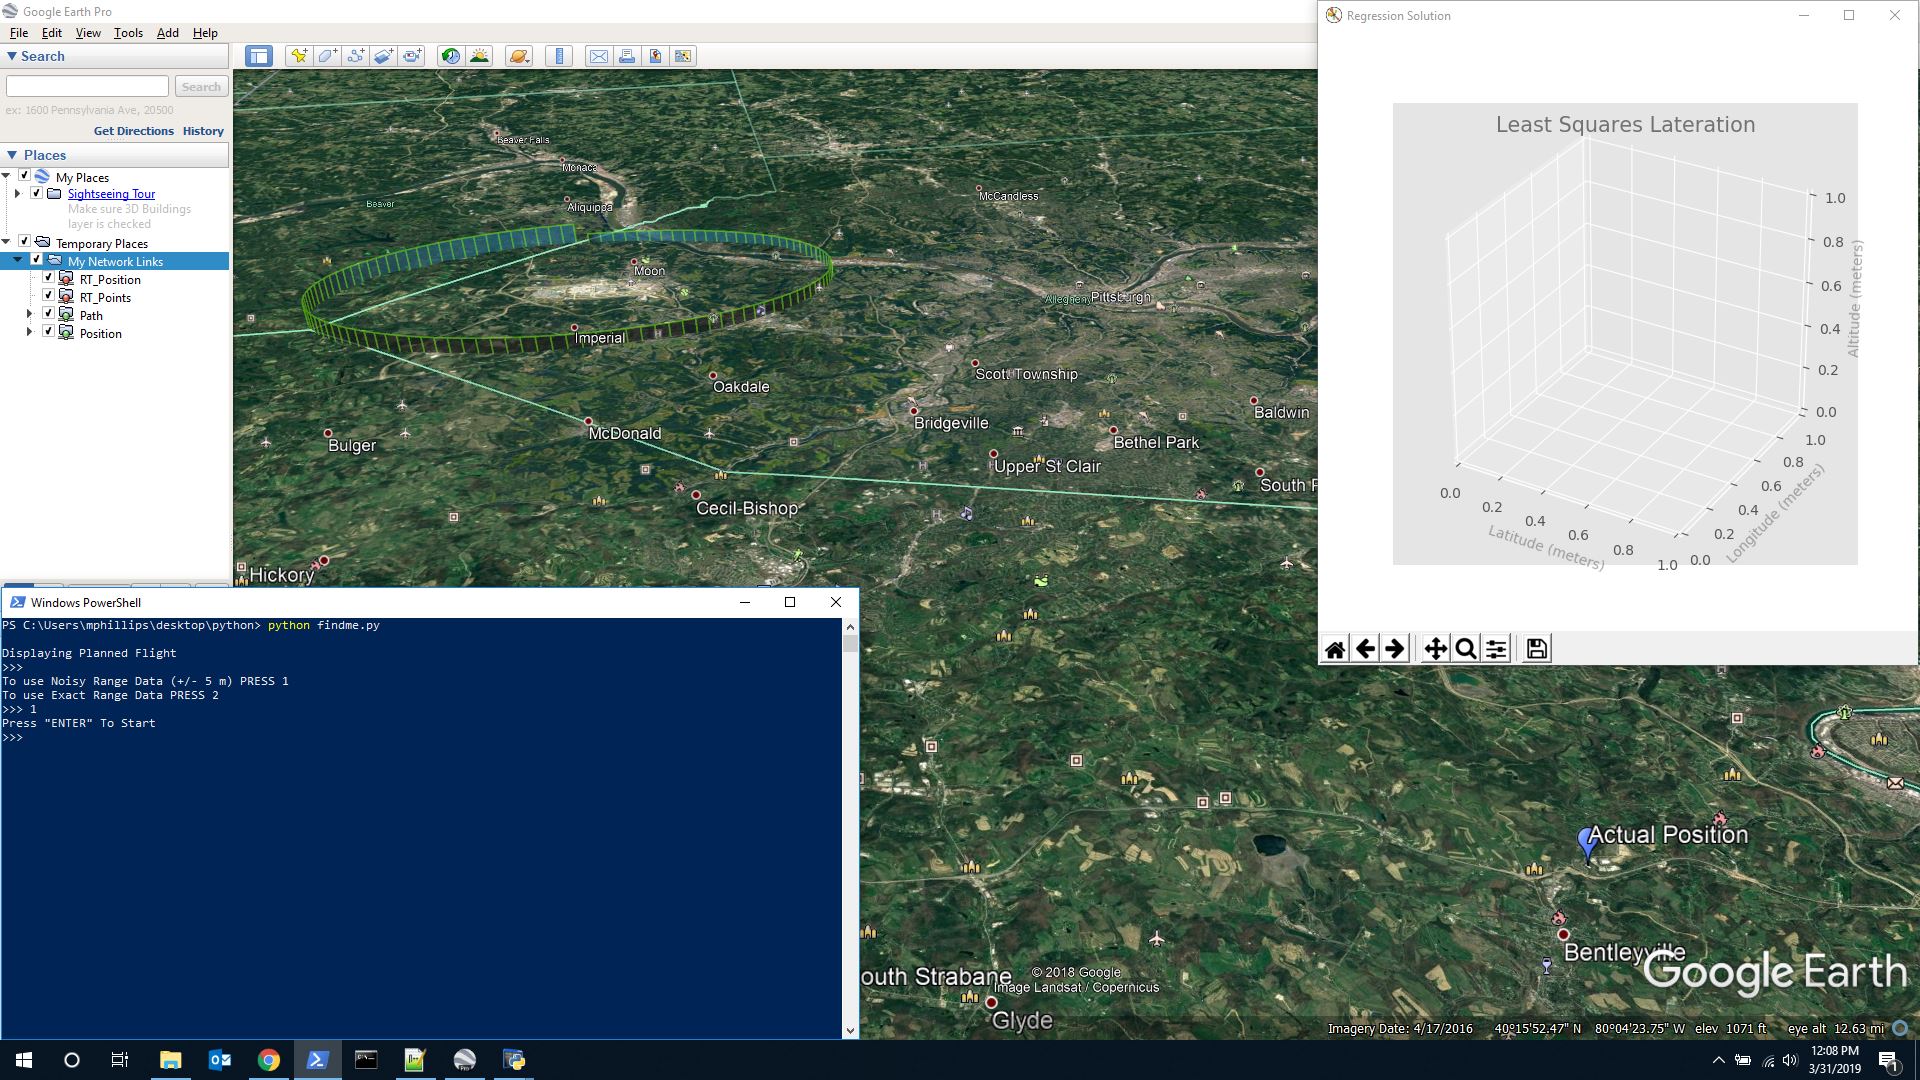 Google Earth Pro
File Edit View Tools Add Help
Search
Search
ex: 1600 Pennsylvania Ave, 20500
Get Directions History
Places
My Places
Sightseeing Tour
Make sure 3D Buildings
layer is checked
Temporary Places
My Network Links
RT_Position
RT_Points
Path
Position
Beaver Falls
Monaca
Beaver
Aliquippa
McCandless
Moon
Allegheny
Pittsburgh
Imperial
Scott Township
Oakdale
Baldwin
Bridgeville
McDonald
Bethel Park
Bulger
Upper St Clair
South P
Cecil-Bishop
Hickory
Actual Position
Bentleyville
outh Strabane
Glyde
© 2018 Google
Image Landsat / Copernicus
Google Earth
Imagery Date: 4/17/2016 40°15'52.47" N 80°04'23.75" W elev 1071 ft eye alt 12.63 mi
Regression Solution
Least Squares Lateration
1.0
0.8
0.6
0.4
0.2
0.0
Altitude (meters)
1.0
0.8
0.6
0.4
0.2
0.0
Longitude (meters)
0.0
0.2
0.4
0.6
0.8
1.0
Latitude (meters)
Windows PowerShell
PS C:\Users\mphillips\desktop\python> python findme.py
Displaying Planned Flight
>>>
To use Noisy Range Data (+/- 5 m) PRESS 1
To use Exact Range Data PRESS 2
>>> 1
Press "ENTER" To Start
>>>
12:08 PM
3/31/2019
1